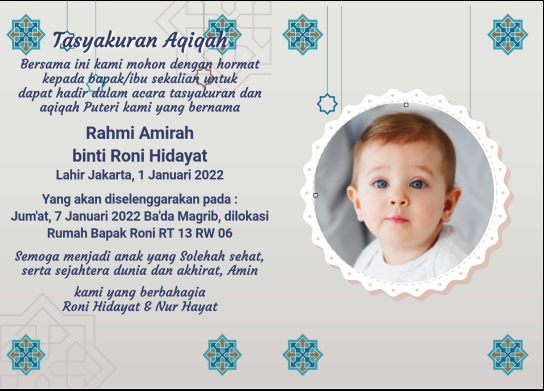 Tasyakuran Aqiqah
Bersama ini kami mohon dengan hormat
kepada bapak/ibu sekalian untuk
dapat hadir dalam acara tasyakuran dan
aqiqah Puteri kami yang bernama
Rahmi Amirah
binti Roni Hidayat
Lahir Jakarta, 1 Januari 2022
Yang akan diselenggarakan pada :
Jum'at, 7 Januari 2022 Ba'da Magrib, dilokasi
Rumah Bapak Roni RT 13 RW 06
Semoga menjadi anak yang Solehah sehat,
serta sejahtera dunia dan akhirat, Amin
kami yang berbahagia
Roni Hidayat & Nur Hayat